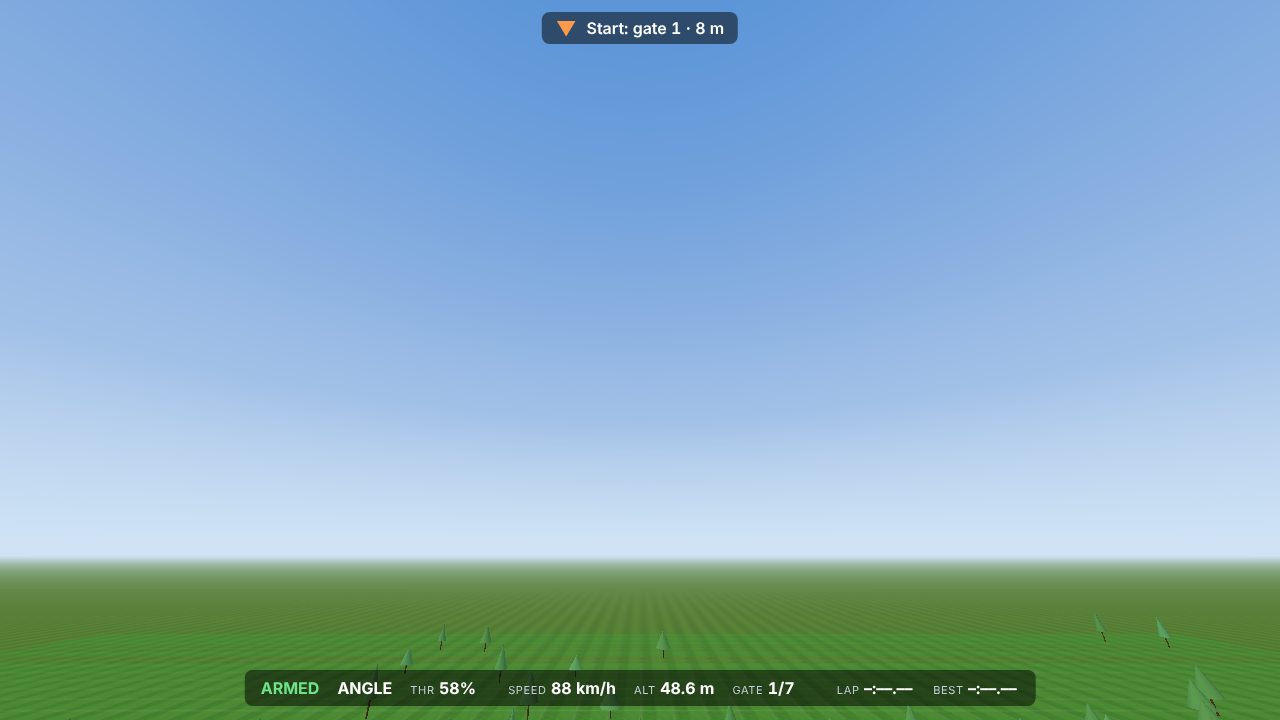 Start: gate 1 · 8 m
ARMED ANGLE THR 58% SPEED 88 km/h ALT 48.6 m GATE 1/7 LAP –:––.–– BEST –:––.––